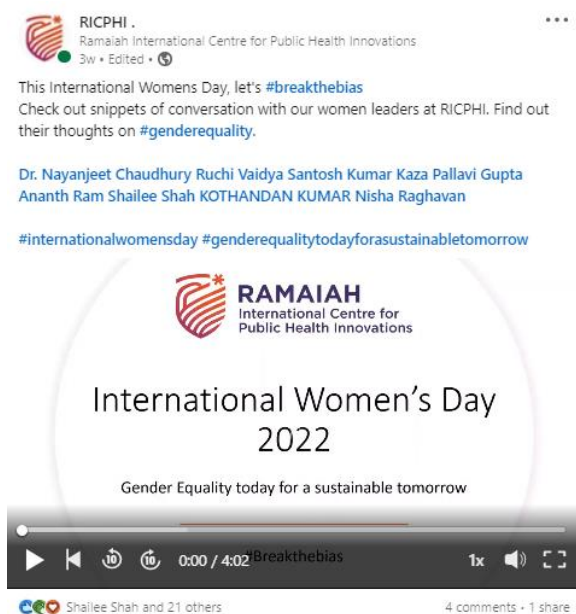 RICPHI .
Ramaiah International Centre for Public Health Innovations
3w • Edited •
This International Womens Day, let's #breakthebias
Check out snippets of conversation with our women leaders at RICPHI. Find out
their thoughts on #genderequality.
Dr. Nayanjeet Chaudhury Ruchi Vaidya Santosh Kumar Kaza Pallavi Gupta
Ananth Ram Shailee Shah KOTHANDAN KUMAR Nisha Raghavan
#internationalwomensday #genderequalitytodayforasustainabletomorrow
RAMAIAH
International Centre for
Public Health Innovations
International Women's Day
2022
Gender Equality today for a sustainable tomorrow
#Breakthebias
10 10 0:00 / 4:02 1x
Shailee Shah and 21 others 4 comments • 1 share